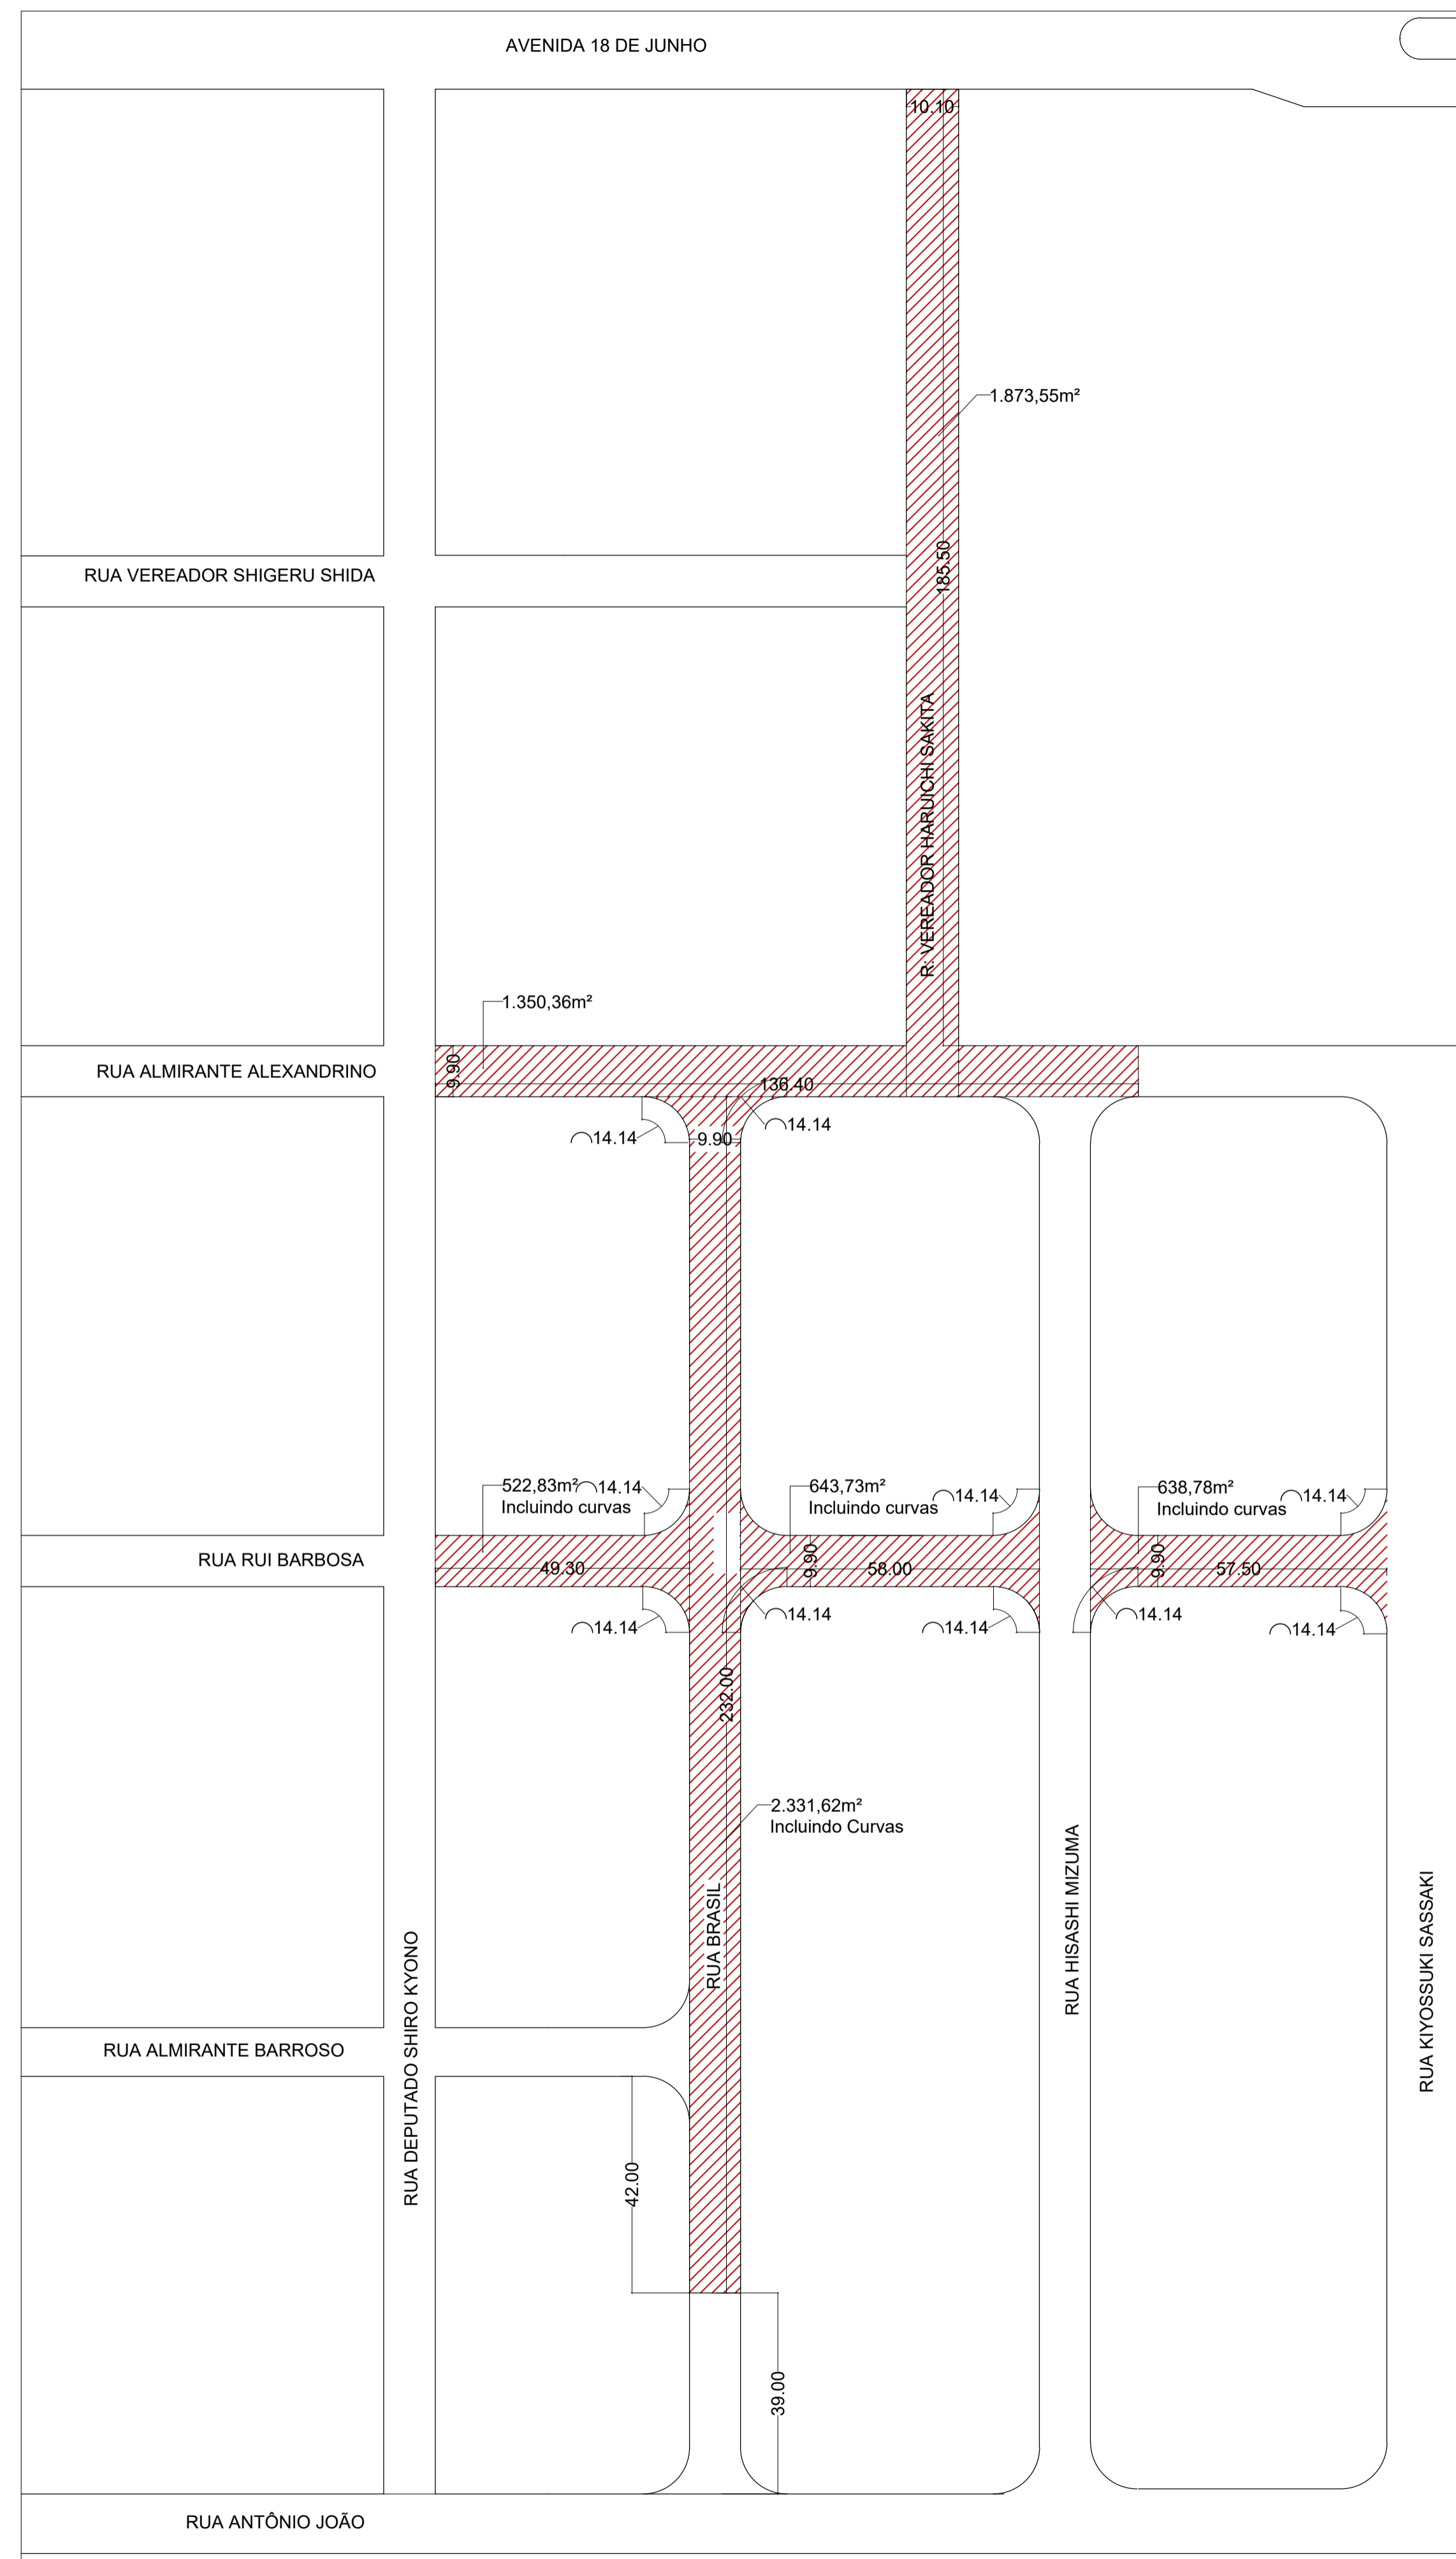 AVENIDA 18 DE JUNHO
10.10
1.873,55m²
185.50
RUA VEREADOR SHIGERU SHIDA
R: VEREADOR HARUICHI SAKITA
1.350,36m²
9.90
RUA ALMIRANTE ALEXANDRINO
136.40
14.14
9.90
14.14
522,83m²
Incluindo curvas
14.14
643,73m²
Incluindo curvas
14.14
638,78m²
Incluindo curvas
14.14
RUA RUI BARBOSA
49.30
9.90
58.00
9.90
57.50
14.14
14.14
14.14
14.14
14.14
232.00
2.331,62m²
Incluindo Curvas
RUA BRASIL
RUA HISASHI MIZUMA
RUA KIYOSSUKI SASSAKI
RUA DEPUTADO SHIRO KYONO
RUA ALMIRANTE BARROSO
42.00
39.00
RUA ANTÔNIO JOÃO